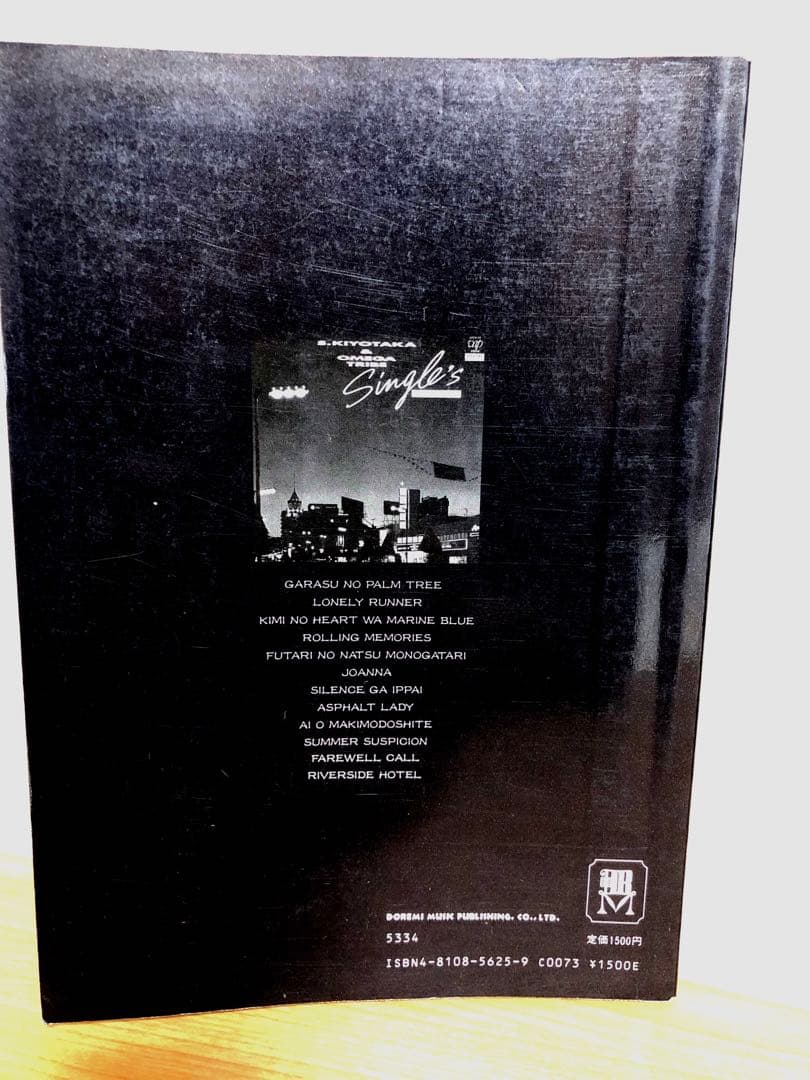 S.KIYOTAKA
&
OMEGA
TRIBE
Single's
GARASU NO PALM TREE
LONELY RUNNER
KIMI NO HEART WA MARINE BLUE
ROLLING MEMORIES
FUTARI NO NATSU MONOGATARI
JOANNA
SILENCE GA IPPAI
ASPHALT LADY
AI O MAKIMODOSHITE
SUMMER SUSPICION
FAREWELL CALL
RIVERSIDE HOTEL
DOREMI MUSIC PUBLISHING. CO., LTD.
5334
定価1500円
ISBN4-8108-5625-9 C0073 ¥1500E